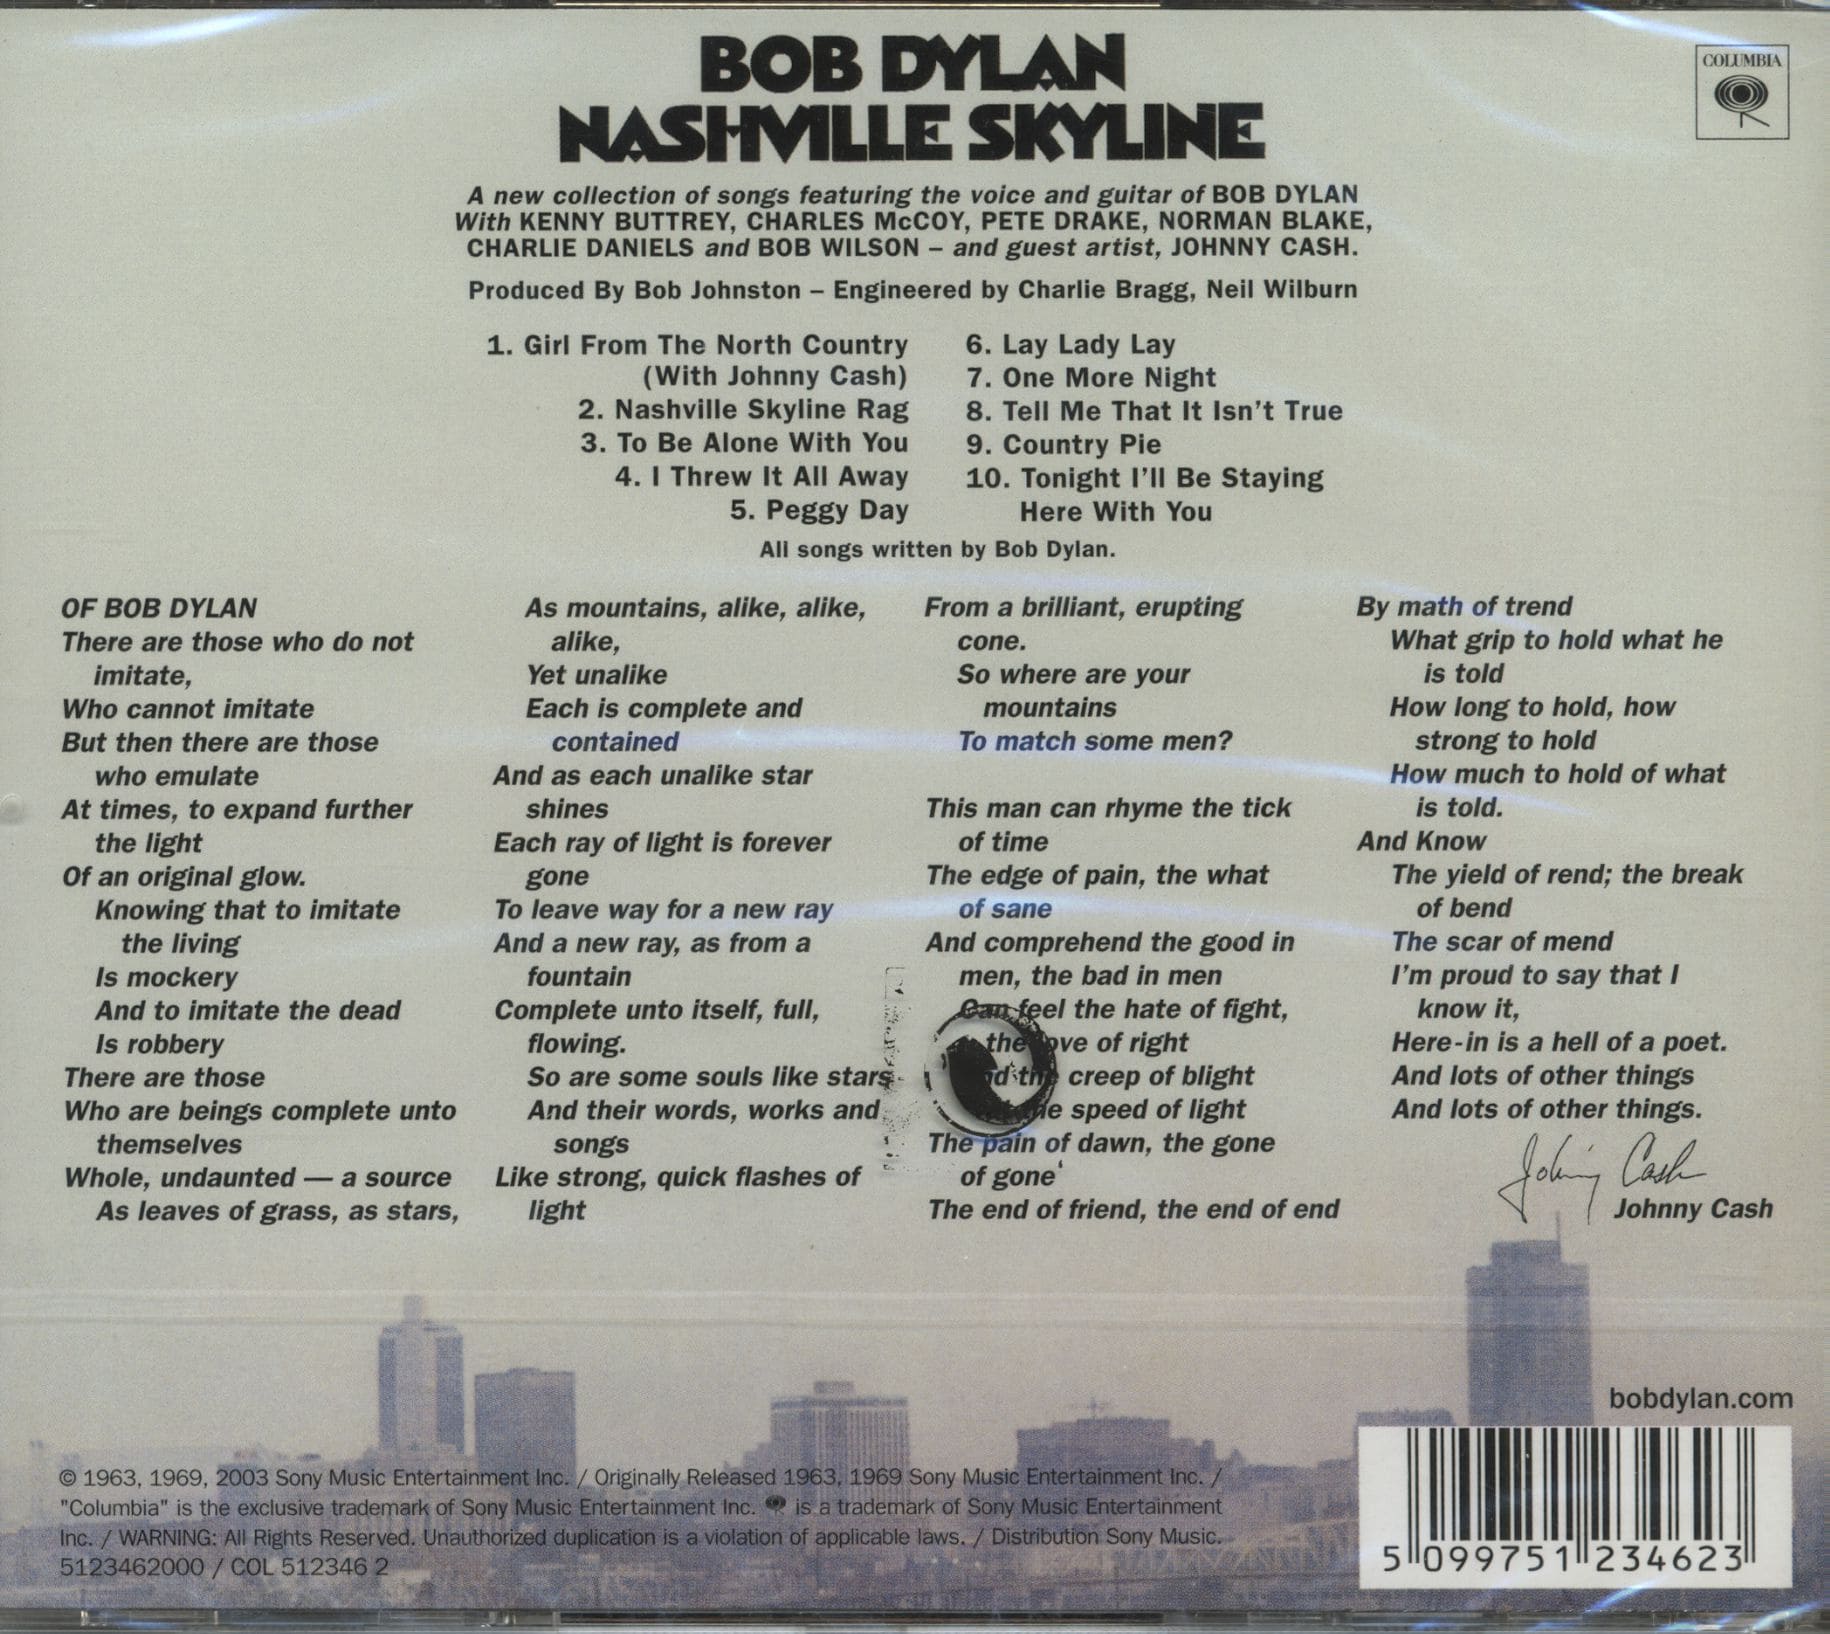 BOB DYLAN
NASHVILLE SKYLINE
COLUMBIA
A new collection of songs featuring the voice and guitar of BOB DYLAN
With KENNY BUTTREY, CHARLES McCOY, PETE DRAKE, NORMAN BLAKE,
CHARLIE DANIELS and BOB WILSON – and guest artist, JOHNNY CASH.
Produced By Bob Johnston – Engineered by Charlie Bragg, Neil Wilburn
1. Girl From The North Country
(With Johnny Cash)
2. Nashville Skyline Rag
3. To Be Alone With You
4. I Threw It All Away
5. Peggy Day
6. Lay Lady Lay
7. One More Night
8. Tell Me That It Isn't True
9. Country Pie
10. Tonight I'll Be Staying
Here With You
All songs written by Bob Dylan.
OF BOB DYLAN
There are those who do not
imitate,
Who cannot imitate
But then there are those
who emulate
At times, to expand further
the light
Of an original glow.
Knowing that to imitate
the living
Is mockery
And to imitate the dead
Is robbery
There are those
Who are beings complete unto
themselves
Whole, undaunted — a source
As leaves of grass, as stars,
As mountains, alike, alike,
alike,
Yet unalike
Each is complete and
contained
And as each unalike star
shines
Each ray of light is forever
gone
To leave way for a new ray
And a new ray, as from a
fountain
Complete unto itself, full,
flowing.
So are some souls like stars
And their words, works and
songs
Like strong, quick flashes of
light
From a brilliant, erupting
cone.
So where are your
mountains
To match some men?
This man can rhyme the tick
of time
The edge of pain, the what
of sane
And comprehend the good in
men, the bad in men
Can feel the hate of fight,
the love of right
the creep of blight
speed of light
The pain of dawn, the gone
of gone
The end of friend, the end of end
By math of trend
What grip to hold what he
is told
How long to hold, how
strong to hold
How much to hold of what
is told.
And Know
The yield of rend; the break
of bend
The scar of mend
I'm proud to say that I
know it,
Here-in is a hell of a poet.
And lots of other things
And lots of other things.
Johnny Cash
Johnny Cash
bobdylan.com
© 1963, 1969, 2003 Sony Music Entertainment Inc. / Originally Released 1963, 1969 Sony Music Entertainment Inc. /
"Columbia" is the exclusive trademark of Sony Music Entertainment Inc. is a trademark of Sony Music Entertainment
Inc. / WARNING: All Rights Reserved. Unauthorized duplication is a violation of applicable laws. / Distribution Sony Music.
5123462000 / COL 512346 2
5 099751 234623